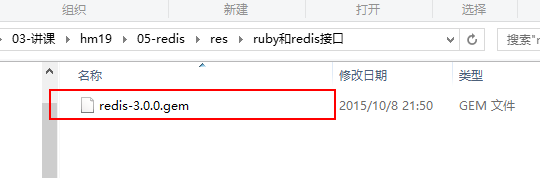 组织 新建 打开 选择
03-讲课 hm19 05-redis res ruby和redis接口 搜索"r
名称 修改日期 类型
redis-3.0.0.gem 2015/10/8 21:50 GEM 文件